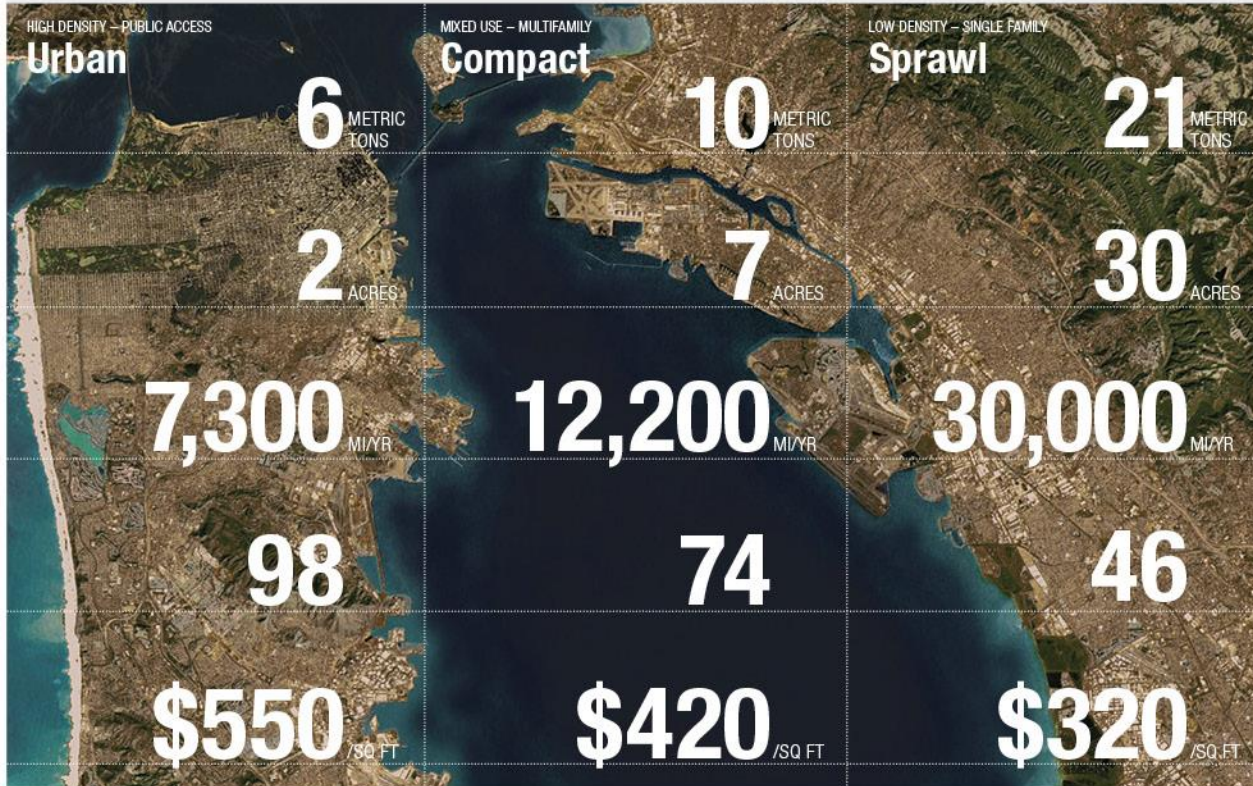 HIGH DENSITY – PUBLIC ACCESS
Urban
MIXED USE – MULTIFAMILY
Compact
LOW DENSITY – SINGLE FAMILY
Sprawl
6 METRIC TONS
10 METRIC TONS
21 METRIC TONS
2 ACRES
7 ACRES
30 ACRES
7,300 MI/YR
12,200 MI/YR
30,000 MI/YR
98
74
46
$550 /SQ FT
$420 /SQ FT
$320 /SQ FT